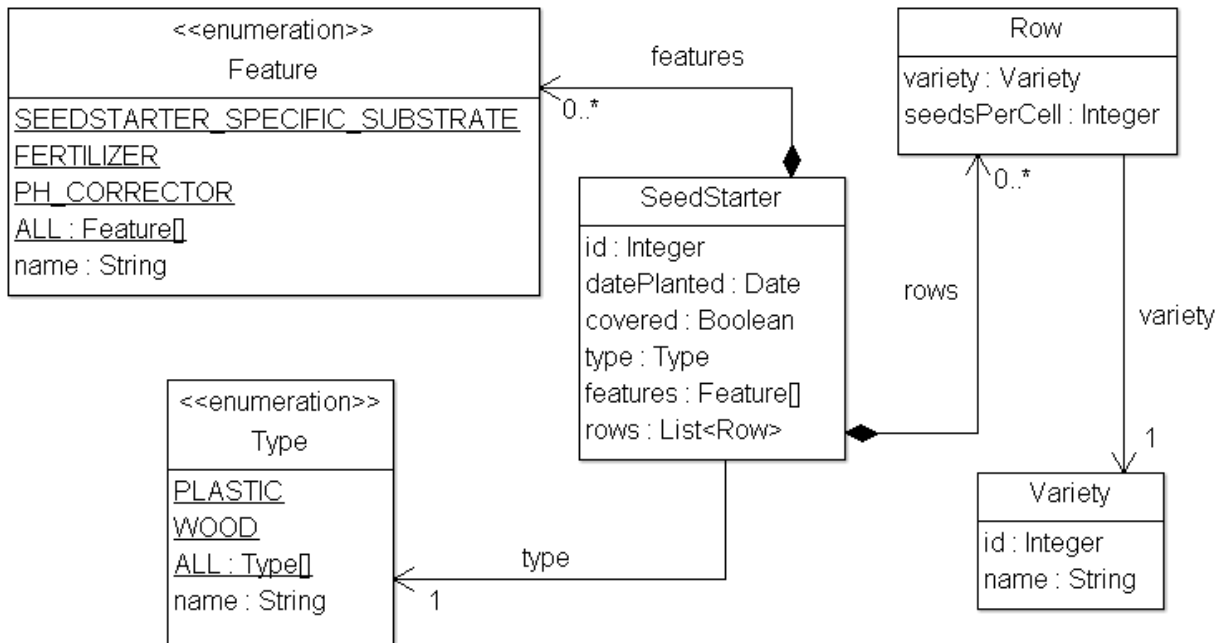 <<enumeration>>
Feature
SEEDSTARTER_SPECIFIC_SUBSTRATE
FERTILIZER
PH_CORRECTOR
ALL : Feature[]
name : String
features
0..*
Row
variety : Variety
seedsPerCell : Integer
0..*
SeedStarter
id : Integer
datePlanted : Date
covered : Boolean
type : Type
features : Feature[]
rows : List<Row>
rows
variety
1
<<enumeration>>
Type
PLASTIC
WOOD
ALL : Type[]
name : String
type
1
Variety
id : Integer
name : String